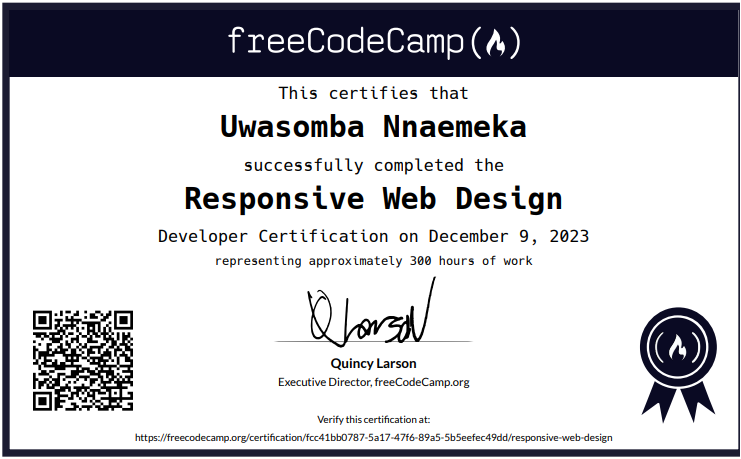 freeCodeCamp
This certifies that
Uwasomba Nnaemeka
successfully completed the
Responsive Web Design
Developer Certification on December 9, 2023
representing approximately 300 hours of work
Q Larson
Quincy Larson
Executive Director, freeCodeCamp.org
Verify this certification at:
https://freecodecamp.org/certification/fcc41bb0787-5a17-47f6-89a5-5b5eefec49dd/responsive-web-design